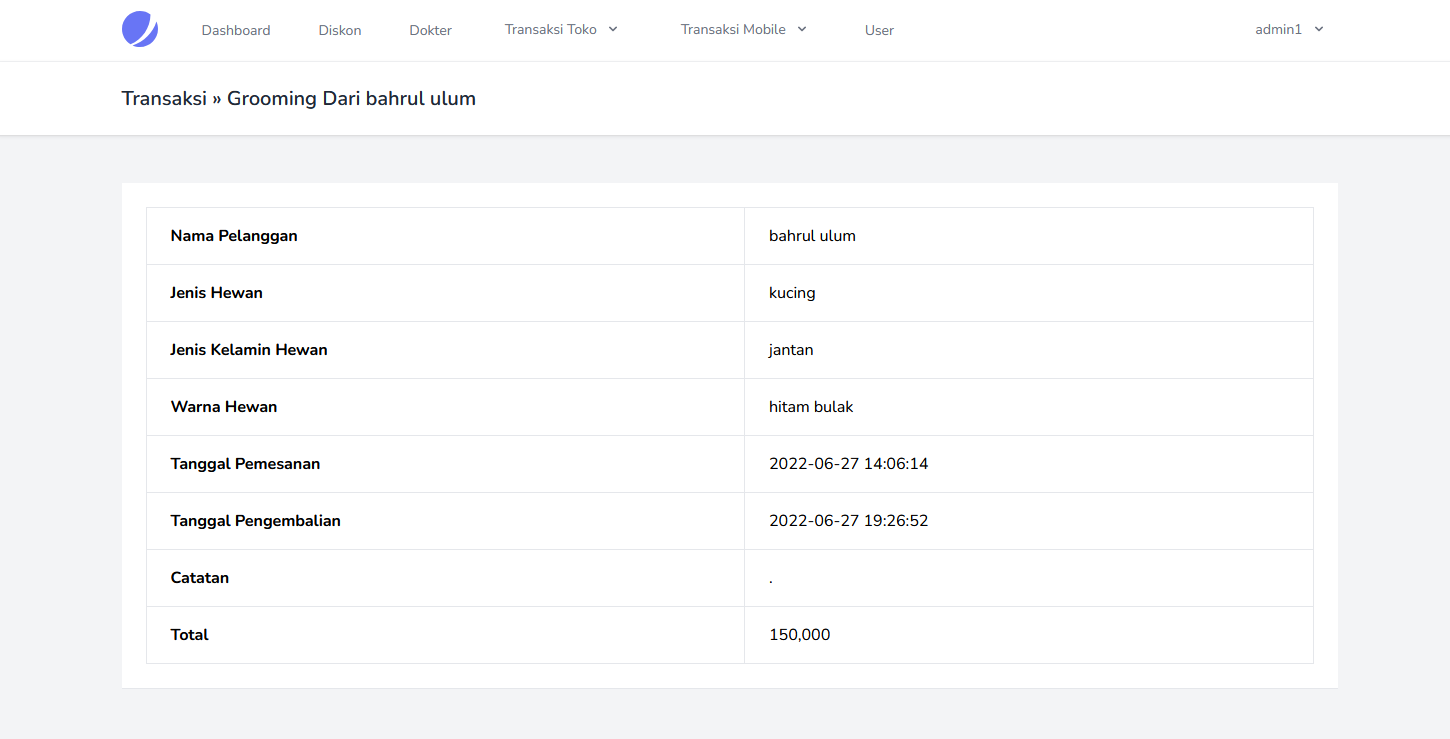 Dashboard Diskon Dokter Transaksi Toko Transaksi Mobile User admin1
Transaksi » Grooming Dari bahrul ulum
Nama Pelanggan bahrul ulum
Jenis Hewan kucing
Jenis Kelamin Hewan jantan
Warna Hewan hitam bulak
Tanggal Pemesanan 2022-06-27 14:06:14
Tanggal Pengembalian 2022-06-27 19:26:52
Catatan .
Total 150,000